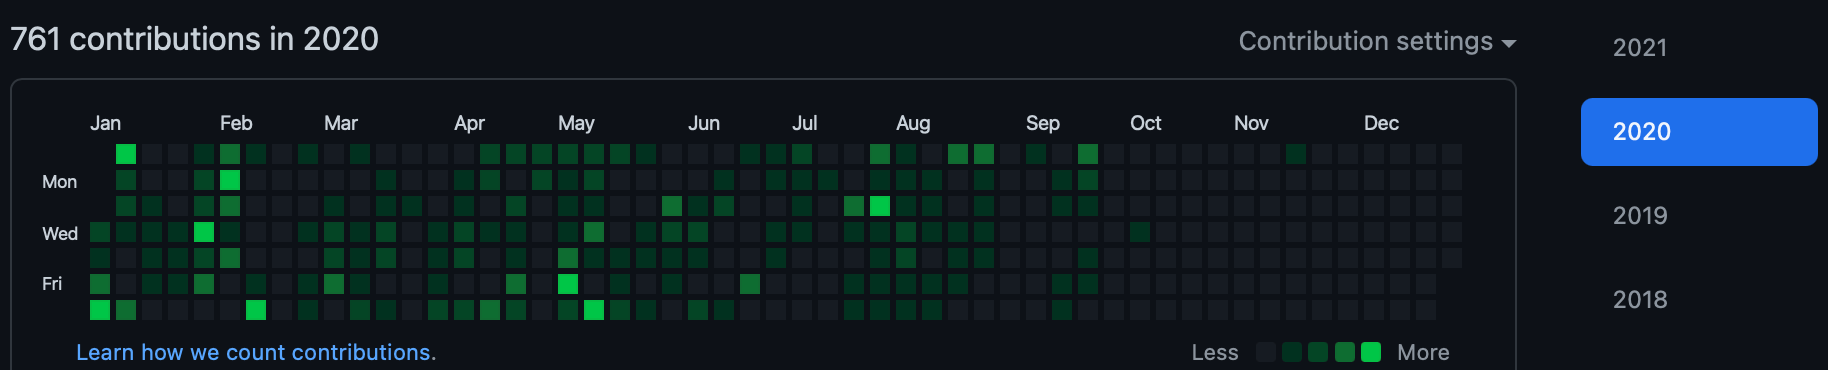 761 contributions in 2020
Contribution settings
2021
2020
2019
2018
Jan Feb Mar Apr May Jun Jul Aug Sep Oct Nov Dec
Mon
Wed
Fri
Learn how we count contributions.
Less More